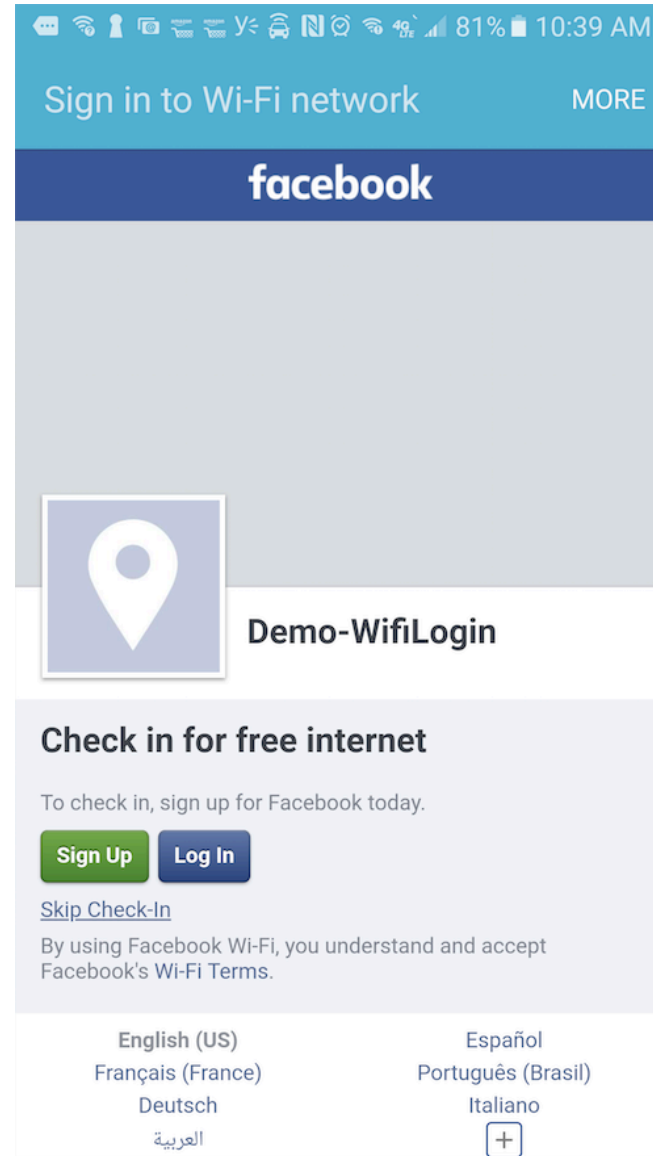 81% 10:39 AM
Sign in to Wi-Fi network MORE
facebook
Demo-WifiLogin
Check in for free internet
To check in, sign up for Facebook today.
Sign Up Log In
Skip Check-In
By using Facebook Wi-Fi, you understand and accept
Facebook's Wi-Fi Terms.
English (US) Español
Français (France) Português (Brasil)
Deutsch Italiano
العربية +